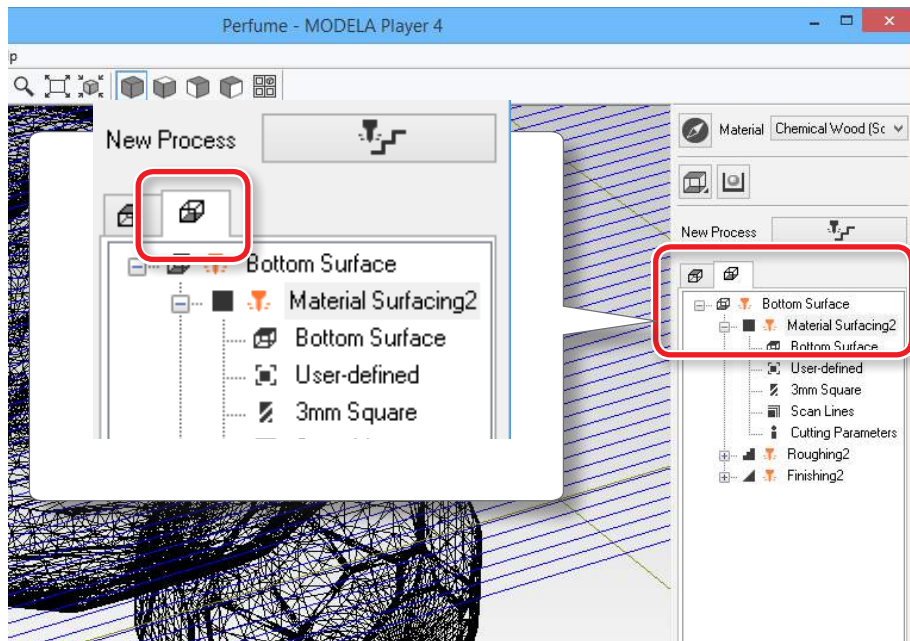 Perfume - MODELA Player 4
lp
New Process
Bottom Surface
Material Surfacing2
Bottom Surface
User-defined
3mm Square
Material Chemical Wood (Sc
New Process
Bottom Surface
Material Surfacing2
Bottom Surface
User-defined
3mm Square
Scan Lines
Cutting Parameters
Roughing2
Finishing2